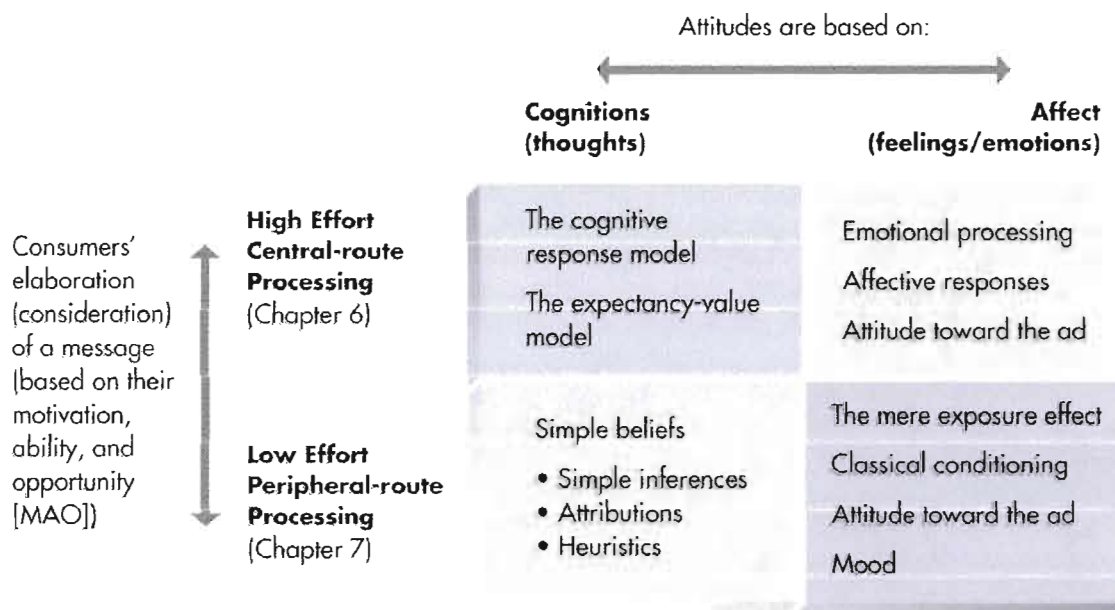 Attitudes are based on:
Cognitions
(thoughts)
Affect
(feelings/emotions)
Consumers'
elaboration
(consideration)
of a message
(based on their
motivation,
ability, and
opportunity
[MAO])
High Effort
Central-route
Processing
(Chapter 6)
The cognitive
response model
The expectancy-value
model
Emotional processing
Affective responses
Attitude toward the ad
Low Effort
Peripheral-route
Processing
(Chapter 7)
Simple beliefs
• Simple inferences
• Attributions
• Heuristics
The mere exposure effect
Classical conditioning
Attitude toward the ad
Mood